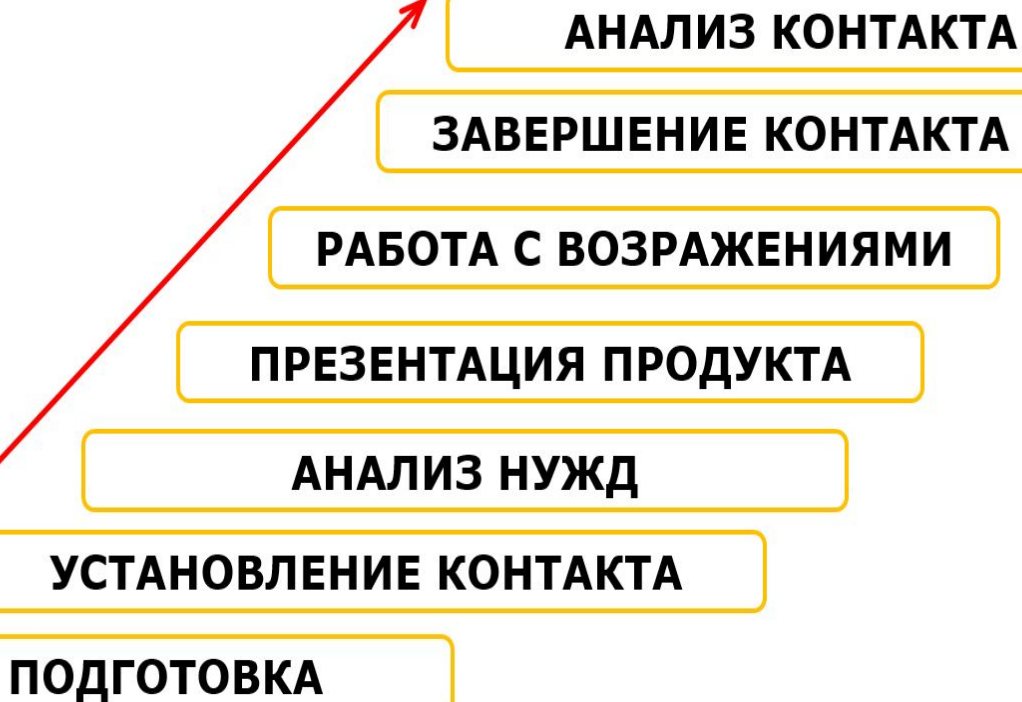 АНАЛИЗ КОНТАКТА
ЗАВЕРШЕНИЕ КОНТАКТА
РАБОТА С ВОЗРАЖЕНИЯМИ
ПРЕЗЕНТАЦИЯ ПРОДУКТА
АНАЛИЗ НУЖД
УСТАНОВЛЕНИЕ КОНТАКТА
ПОДГОТОВКА